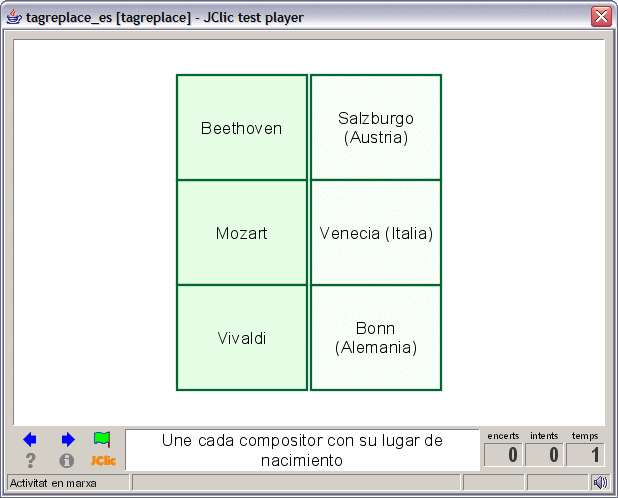 tagreplace_es [tagreplace] - JClic test player
Beethoven
Salzburgo
(Austria)
Mozart
Venecia (Italia)
Vivaldi
Bonn
(Alemania)
Une cada compositor con su lugar de
nacimiento
encerts intents temps
0 0 1
? i JClic
Activitat en marxa